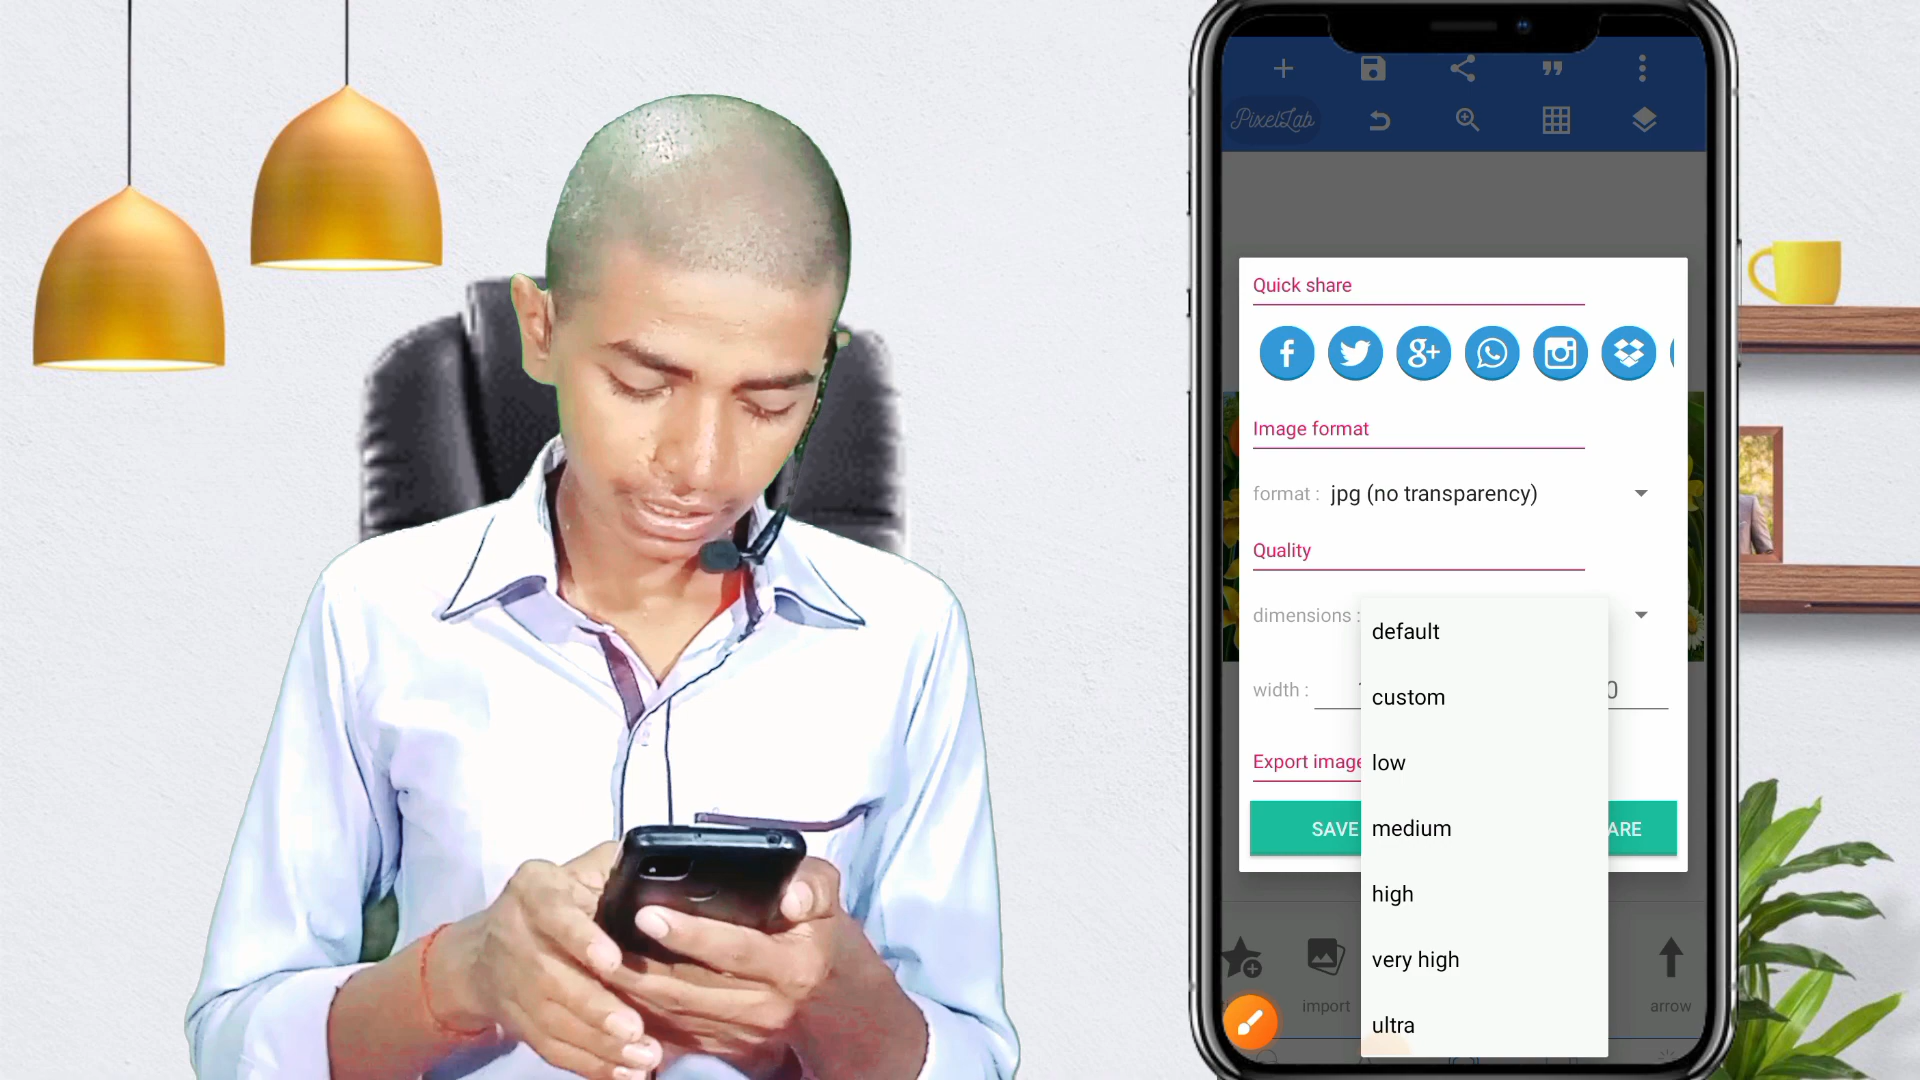 PixelLab
Quick share
Image format
format : jpg (no transparency)
Quality
dimensions :
default
custom
width :
0
low
Export image
SAVE
medium
ARE
high
very high
ultra
import
arrow